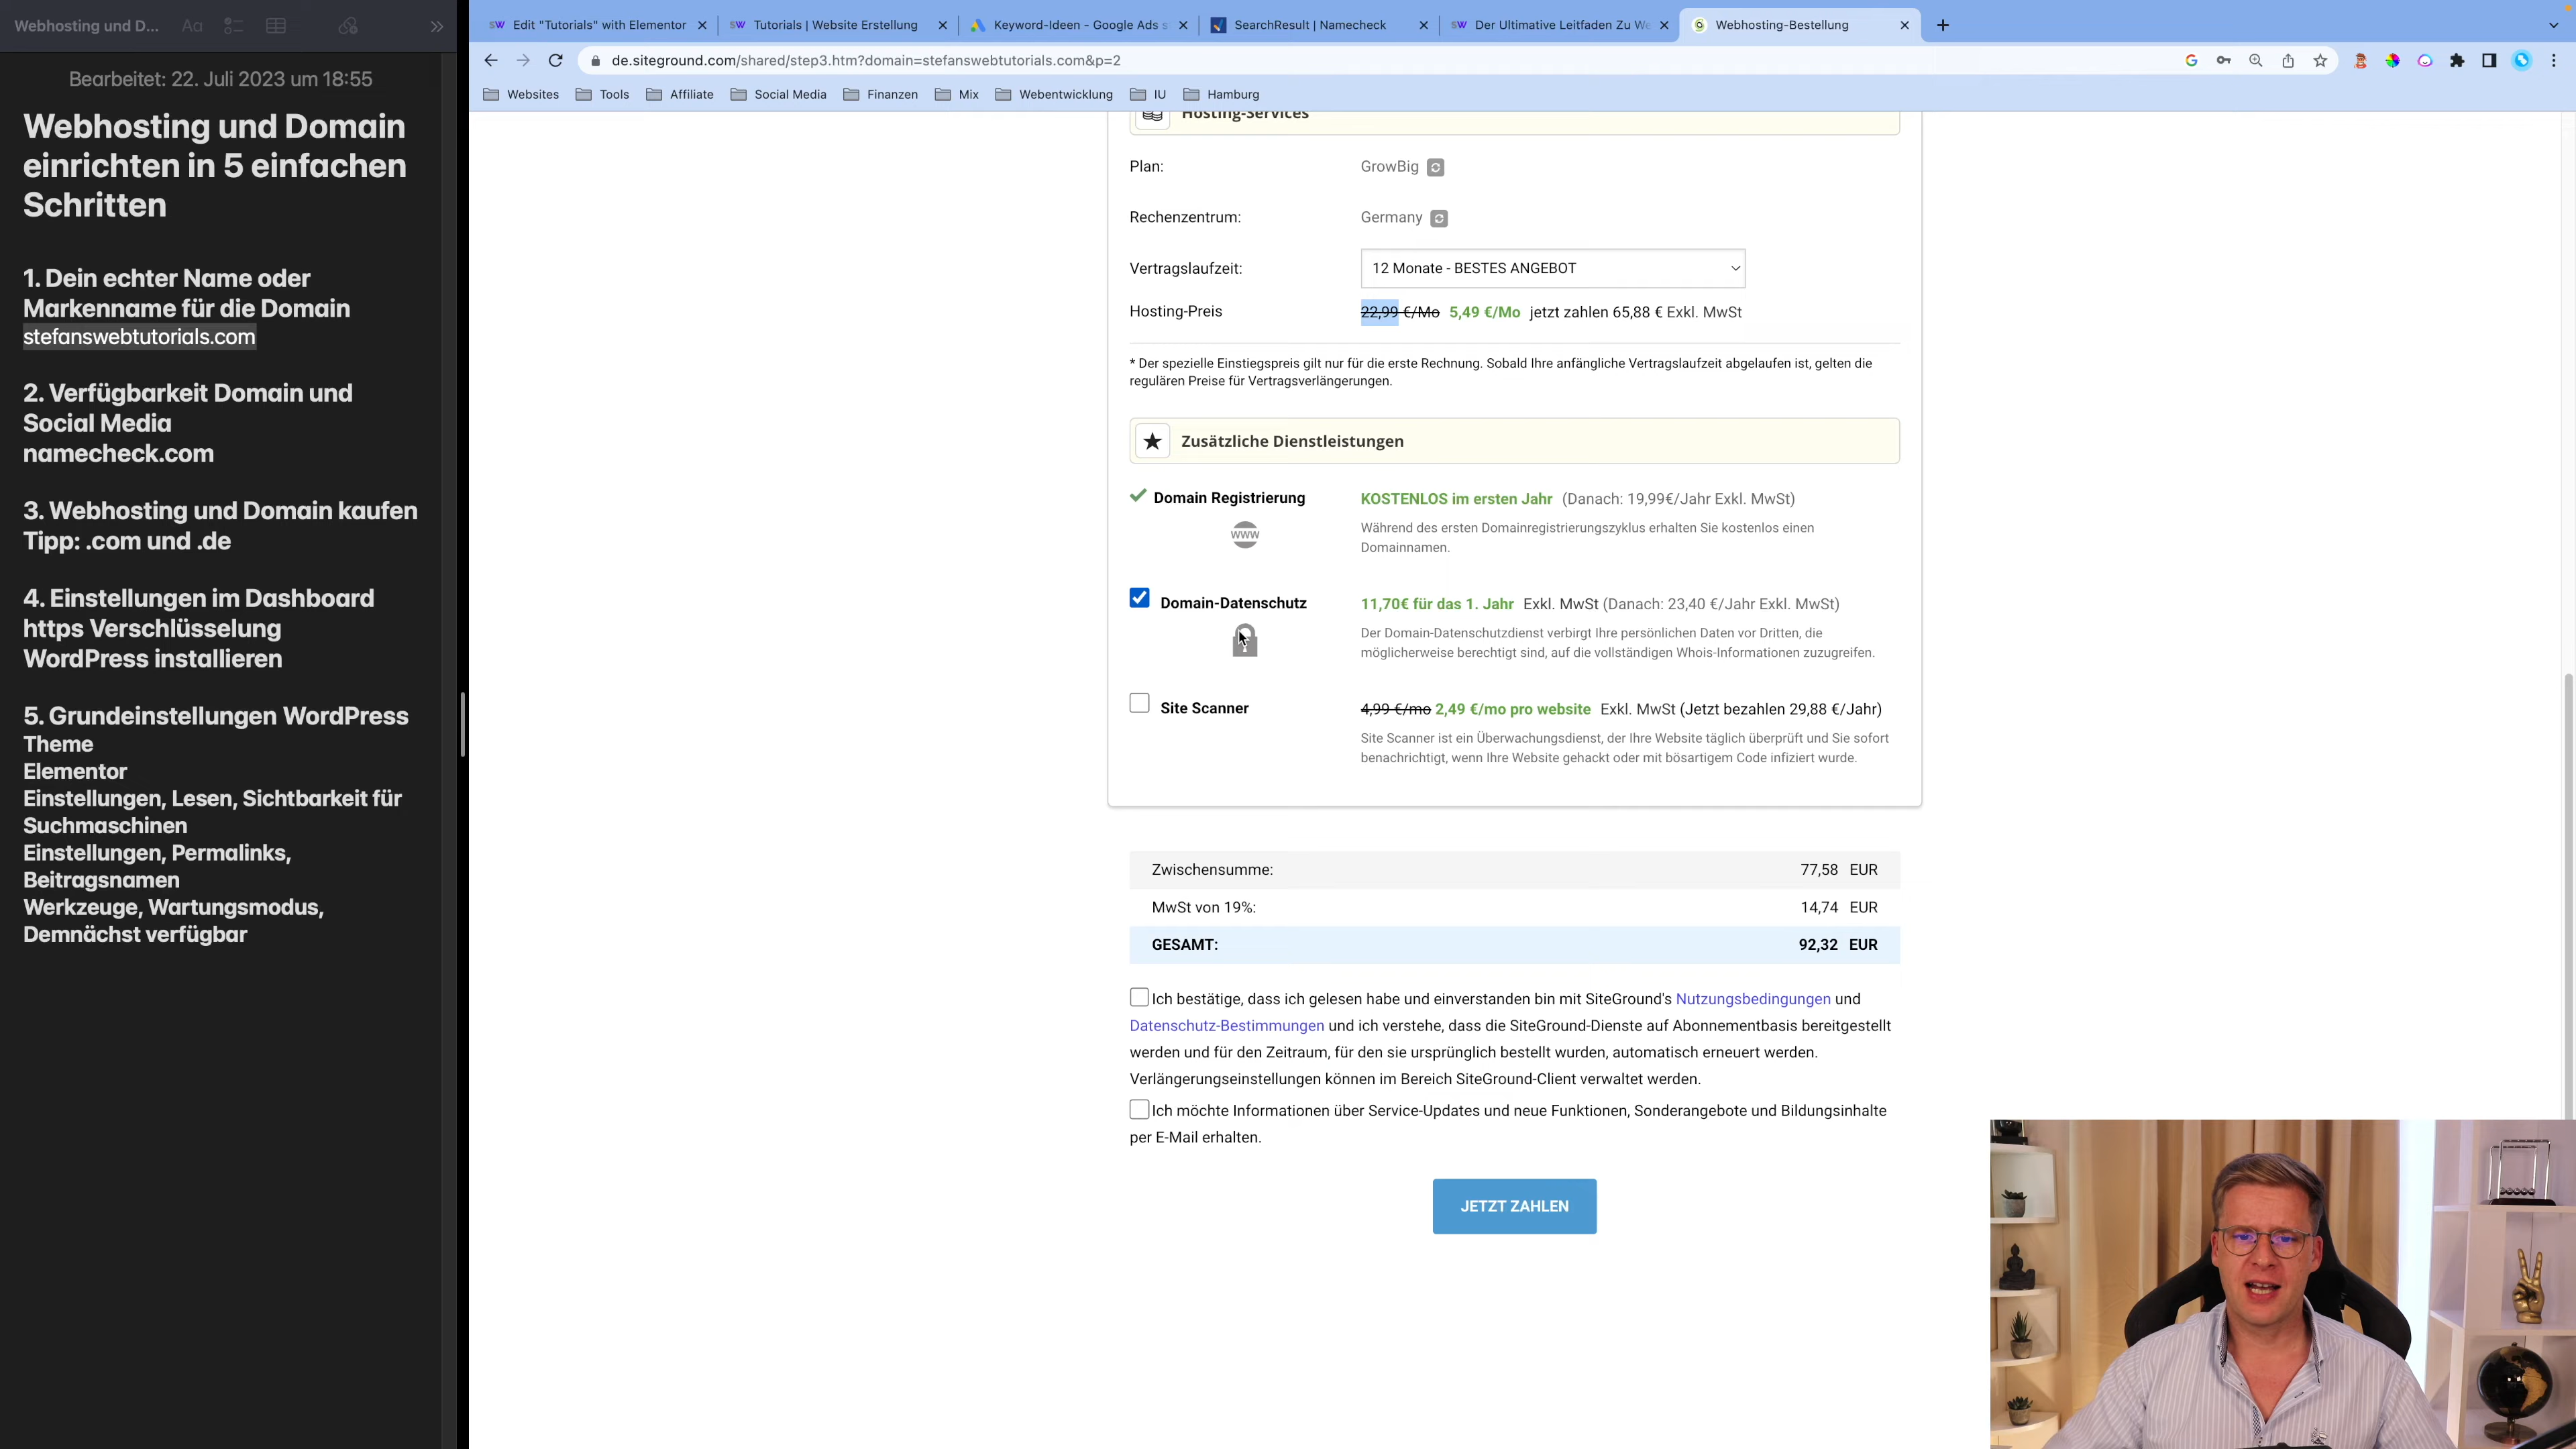 Webhosting und D...
Aa
Bearbeitet: 22. Juli 2023 um 18:55
Webhosting und Domain
einrichten in 5 einfachen
Schritten
1. Dein echter Name oder
Markenname für die Domain
stefanswebtutorials.com
2. Verfügbarkeit Domain und
Social Media
namecheck.com
3. Webhosting und Domain kaufen
Tipp: .com und .de
4. Einstellungen im Dashboard
https Verschlüsselung
WordPress installieren
5. Grundeinstellungen WordPress
Theme
Elementor
Einstellungen, Lesen, Sichtbarkeit für
Suchmaschinen
Einstellungen, Permalinks,
Beitragsnamen
Werkzeuge, Wartungsmodus,
Demnächst verfügbar
SW Edit "Tutorials" with Elementor
SW Tutorials | Website Erstellung
Keyword-Ideen - Google Ads s
SearchResult | Namecheck
SW Der Ultimative Leitfaden Zu We
Webhosting-Bestellung
de.siteground.com/shared/step3.htm?domain=stefanswebtutorials.com&p=2
Websites Tools Affiliate Social Media Finanzen Mix Webentwicklung IU Hamburg
Hosting-Services
Plan: GrowBig
Rechenzentrum: Germany
Vertragslaufzeit: 12 Monate - BESTES ANGEBOT
Hosting-Preis 22,99 €/Mo 5,49 €/Mo jetzt zahlen 65,88 € Exkl. MwSt
* Der spezielle Einstiegspreis gilt nur für die erste Rechnung. Sobald Ihre anfängliche Vertragslaufzeit abgelaufen ist, gelten die
regulären Preise für Vertragsverlängerungen.
Zusätzliche Dienstleistungen
Domain Registrierung KOSTENLOS im ersten Jahr (Danach: 19,99€/Jahr Exkl. MwSt)
www
Während des ersten Domainregistrierungszyklus erhalten Sie kostenlos einen
Domainnamen.
Domain-Datenschutz 11,70€ für das 1. Jahr Exkl. MwSt (Danach: 23,40 €/Jahr Exkl. MwSt)
Der Domain-Datenschutzdienst verbirgt Ihre persönlichen Daten vor Dritten, die
möglicherweise berechtigt sind, auf die vollständigen Whois-Informationen zuzugreifen.
Site Scanner 4,99 €/mo 2,49 €/mo pro website Exkl. MwSt (Jetzt bezahlen 29,88 €/Jahr)
Site Scanner ist ein Überwachungsdienst, der Ihre Website täglich überprüft und Sie sofort
benachrichtigt, wenn Ihre Website gehackt oder mit bösartigem Code infiziert wurde.
Zwischensumme: 77,58 EUR
MwSt von 19%: 14,74 EUR
GESAMT: 92,32 EUR
Ich bestätige, dass ich gelesen habe und einverstanden bin mit SiteGround's Nutzungsbedingungen und
Datenschutz-Bestimmungen und ich verstehe, dass die SiteGround-Dienste auf Abonnementbasis bereitgestellt
werden und für den Zeitraum, für den sie ursprünglich bestellt wurden, automatisch erneuert werden.
Verlängerungseinstellungen können im Bereich SiteGround-Client verwaltet werden.
Ich möchte Informationen über Service-Updates und neue Funktionen, Sonderangebote und Bildungsinhalte
per E-Mail erhalten.
JETZT ZAHLEN